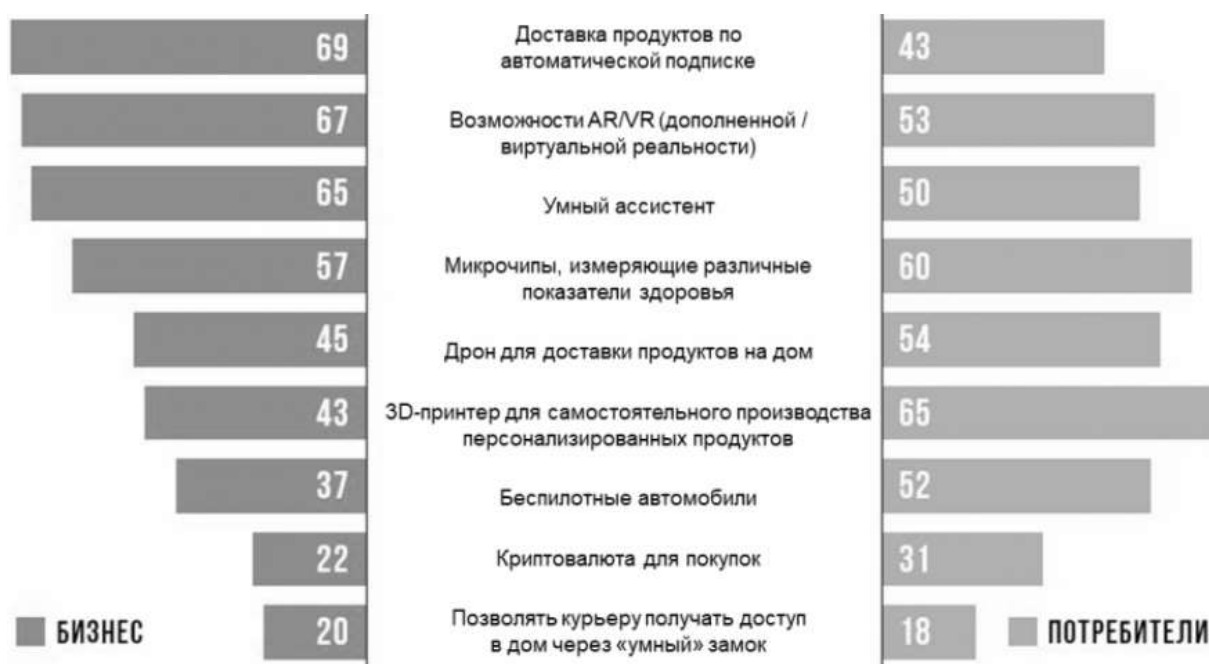 69 Доставка продуктов по 43
автоматической подписке
67 Возможности AR/VR (дополненной / 53
виртуальной реальности)
65 Умный ассистент 50
57 Микрочипы, измеряющие различные 60
показатели здоровья
45 Дрон для доставки продуктов на дом 54
43 3D-принтер для самостоятельного производства 65
персонализированных продуктов
37 Беспилотные автомобили 52
22 Криптовалюта для покупок 31
БИЗНЕС 20 Позволять курьеру получать доступ 18 ПОТРЕБИТЕЛИ
в дом через «умный» замок